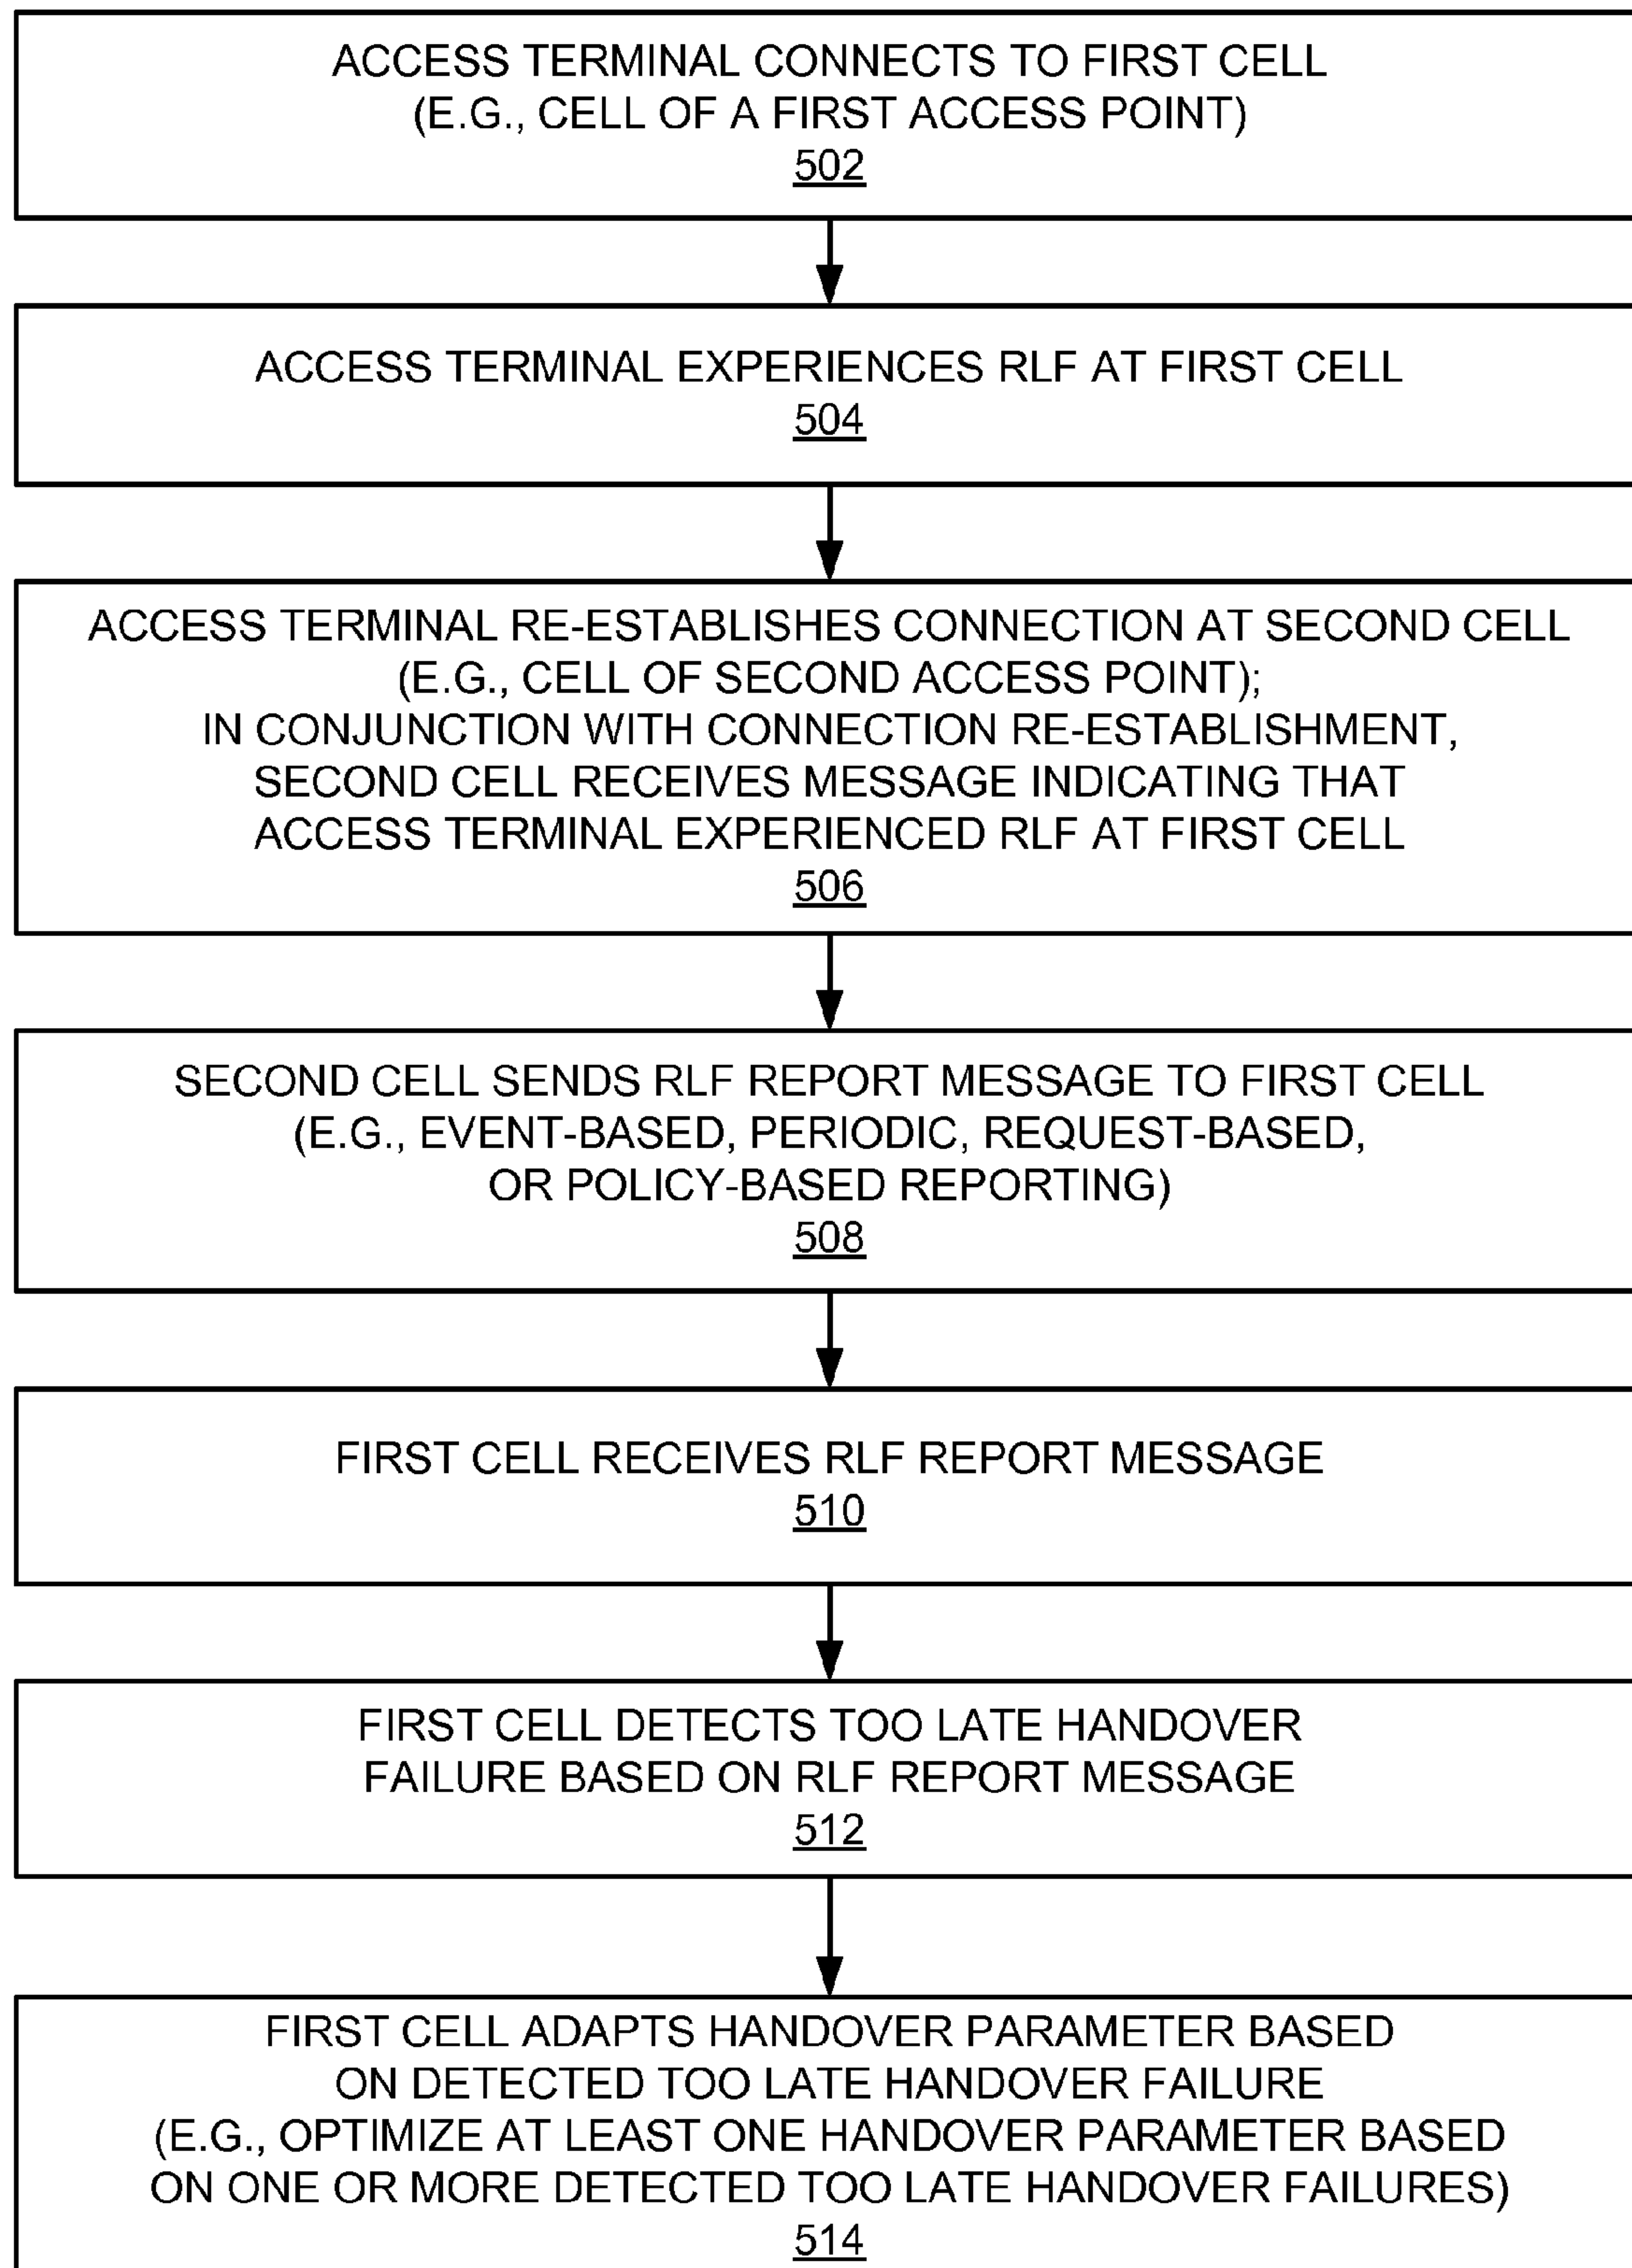 ACCESS TERMINAL CONNECTS TO FIRST CELL
(E.G., CELL OF A FIRST ACCESS POINT)
502
ACCESS TERMINAL EXPERIENCES RLF AT FIRST CELL
504
ACCESS TERMINAL RE-ESTABLISHES CONNECTION AT SECOND CELL
(E.G., CELL OF SECOND ACCESS POINT);
IN CONJUNCTION WITH CONNECTION RE-ESTABLISHMENT,
SECOND CELL RECEIVES MESSAGE INDICATING THAT
ACCESS TERMINAL EXPERIENCED RLF AT FIRST CELL
506
SECOND CELL SENDS RLF REPORT MESSAGE TO FIRST CELL
(E.G., EVENT-BASED, PERIODIC, REQUEST-BASED,
OR POLICY-BASED REPORTING)
508
FIRST CELL RECEIVES RLF REPORT MESSAGE
510
FIRST CELL DETECTS TOO LATE HANDOVER
FAILURE BASED ON RLF REPORT MESSAGE
512
FIRST CELL ADAPTS HANDOVER PARAMETER BASED
ON DETECTED TOO LATE HANDOVER FAILURE
(E.G., OPTIMIZE AT LEAST ONE HANDOVER PARAMETER BASED
ON ONE OR MORE DETECTED TOO LATE HANDOVER FAILURES)
514